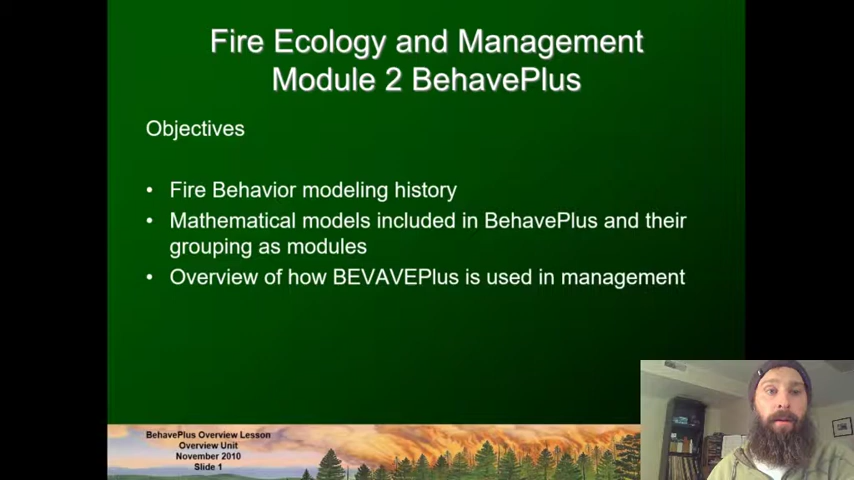 Fire Ecology and Management
Module 2 BehavePlus
Objectives
• Fire Behavior modeling history
• Mathematical models included in BehavePlus and their
grouping as modules
• Overview of how BEVAVEPlus is used in management
BehavePlus Overview Lesson
Overview Unit
November 2010
Slide 1